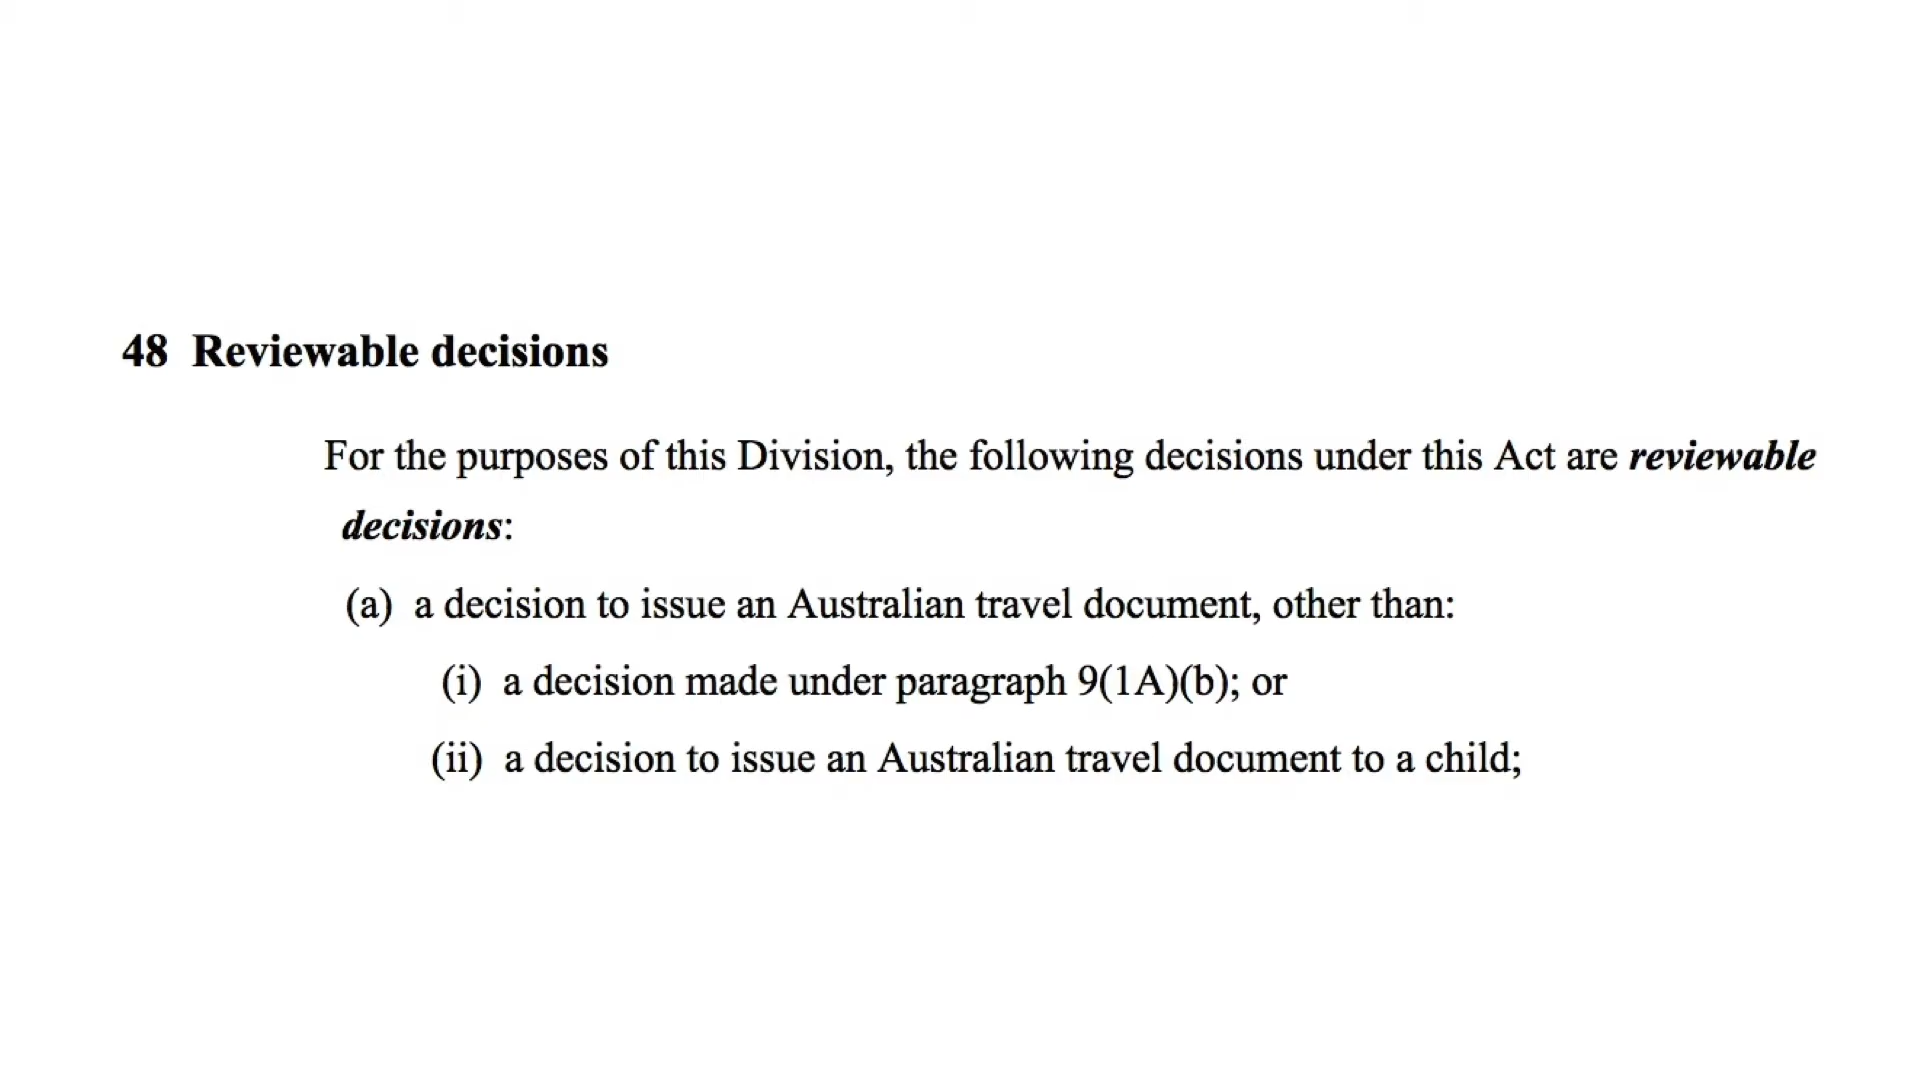 48 Reviewable decisions
For the purposes of this Division, the following decisions under this Act are reviewable
decisions:
(a) a decision to issue an Australian travel document, other than:
(i) a decision made under paragraph 9(1A)(b); or
(ii) a decision to issue an Australian travel document to a child;